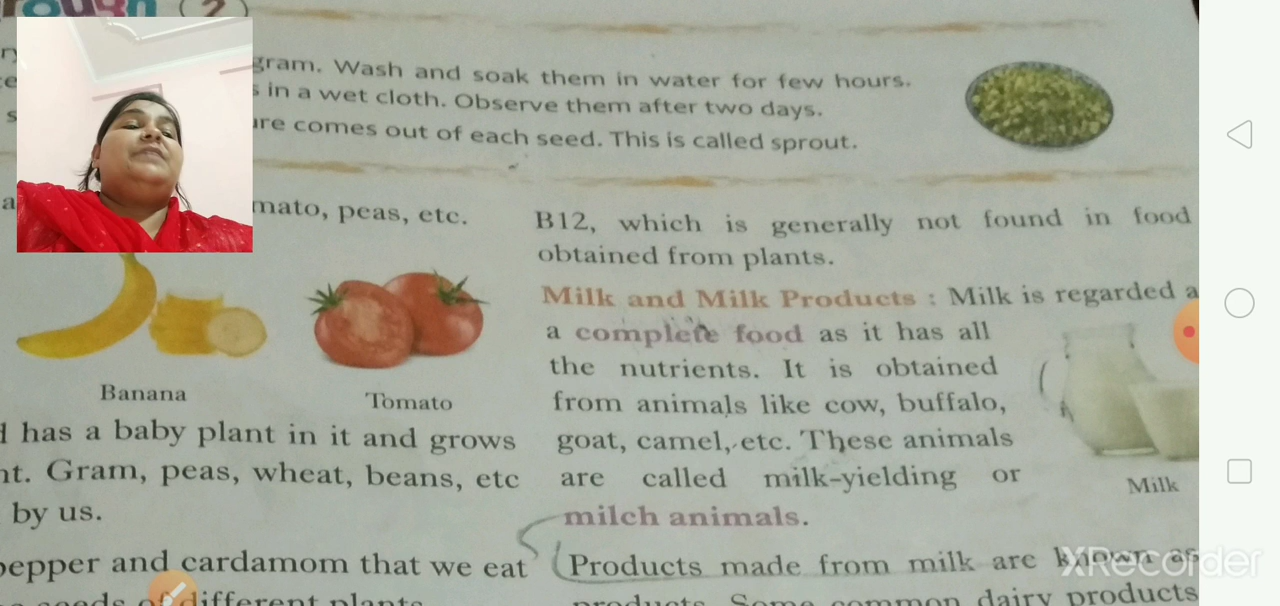 gram. Wash and soak them in water for few hours.
in a wet cloth. Observe them after two days.
comes out of each seed. This is called sprout.
peas, etc.
Banana
Tomato
has a baby plant in it and grows
Gram, peas, wheat, beans, etc
by us.
and cardamom that we eat
different plants
B12, which is generally not found in food
obtained from plants.
Milk and Milk Products : Milk is regarded
a complete food as it has all
the nutrients. It is obtained
from animals like cow, buffalo,
goat, camel, etc. These animals
are called milk-yielding or
milch animals.
Milk
Products made from milk are known as
products. Some common dairy products
XRecorder